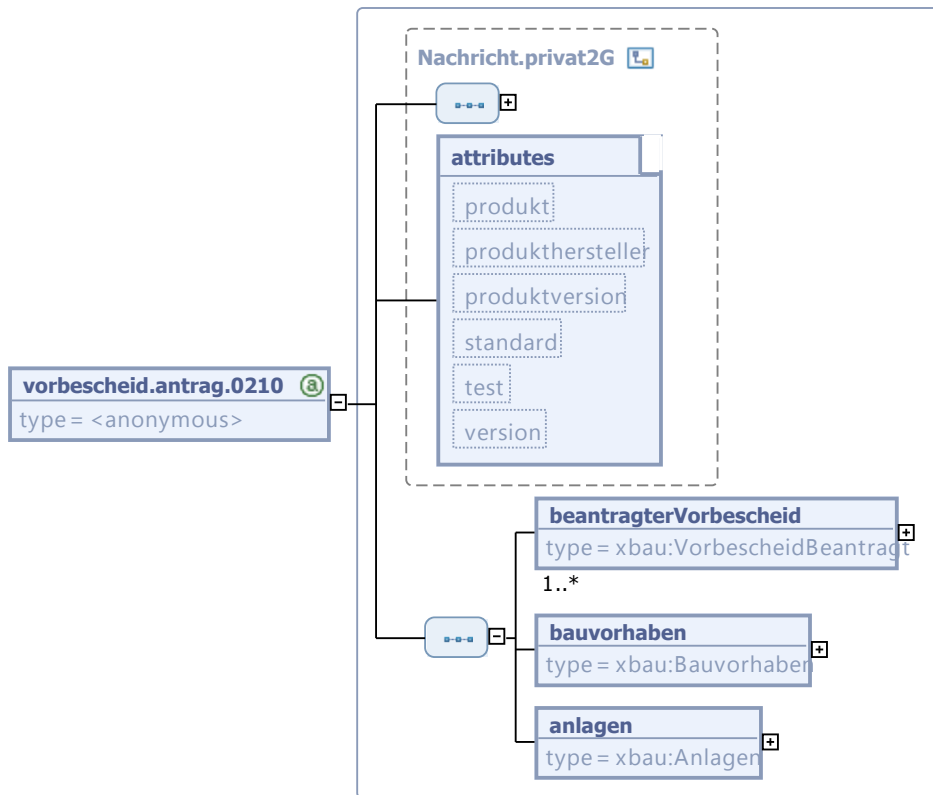 Nachricht.privat2G
attributes
produkt
produkthersteller
produktversion
standard
test
version
vorbescheid.antrag.0210
type = <anonymous>
beantragterVorbescheid
type = xbau:VorbescheidBeantragt
1..*
bauvorhaben
type = xbau:Bauvorhaben
anlagen
type = xbau:Anlagen